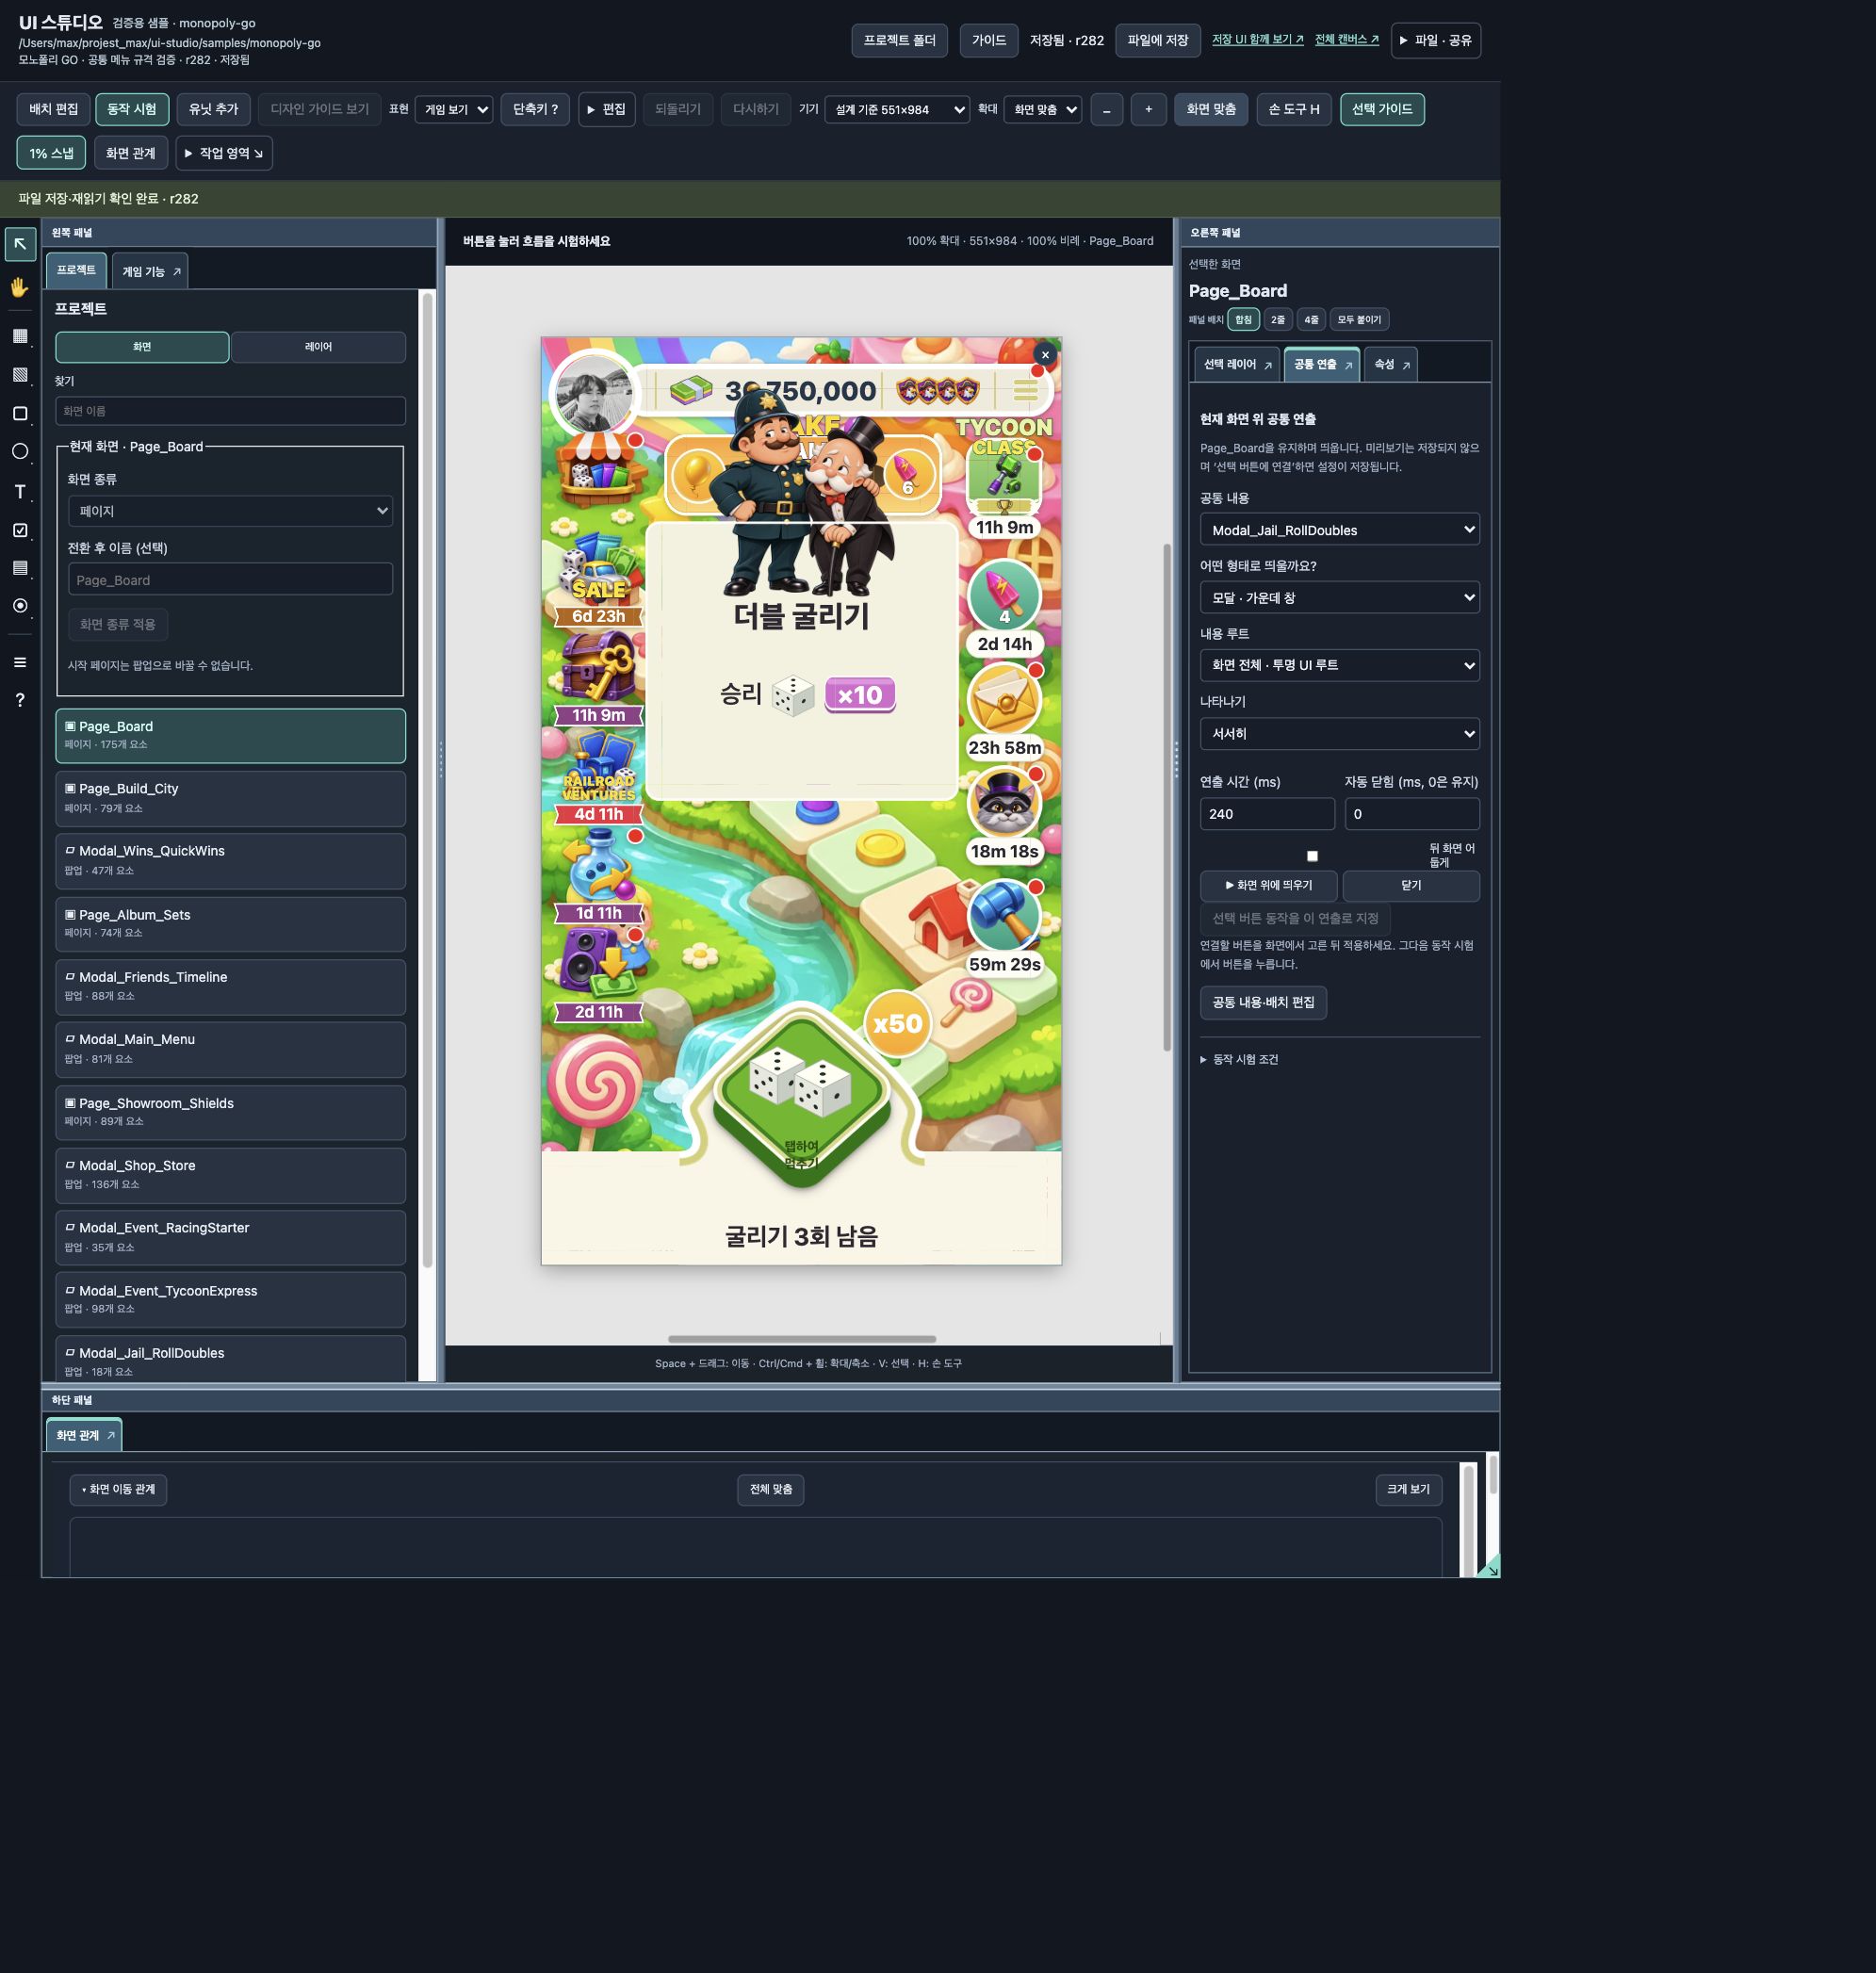 UI 스튜디오 검증용 샘플 · monopoly-go
/Users/max/projest_max/ui-studio/samples/monopoly-go
모노폴리 GO · 공통 메뉴 규격 검증 · r282 · 저장됨
프로젝트 폴더 가이드 저장됨 · r282 파일에 저장 저장 UI 함께 보기 ↗ 전체 캔버스 ↗ ▶ 파일 · 공유
배치 편집 동작 시험 유닛 추가 디자인 가이드 보기 표현 게임 보기 단축키 ? ▶ 편집 되돌리기 다시하기 기기 설계 기준 551×984 확대 화면 맞춤 – + 화면 맞춤 손 도구 H 선택 가이드
1% 스냅 화면 관계 ▶ 작업 영역 ↘
파일 저장·재읽기 확인 완료 · r282
왼쪽 패널
프로젝트 게임 기능 ↗
프로젝트
화면 레이어
찾기
화면 이름
현재 화면 · Page_Board
화면 종류
페이지
전환 후 이름 (선택)
Page_Board
화면 종류 적용
시작 페이지는 팝업으로 바꿀 수 없습니다.
Page_Board
페이지 · 175개 요소
Page_Build_City
페이지 · 79개 요소
Modal_Wins_QuickWins
팝업 · 47개 요소
Page_Album_Sets
페이지 · 74개 요소
Modal_Friends_Timeline
팝업 · 88개 요소
Modal_Main_Menu
팝업 · 81개 요소
Page_Showroom_Shields
페이지 · 89개 요소
Modal_Shop_Store
팝업 · 136개 요소
Modal_Event_RacingStarter
팝업 · 35개 요소
Modal_Event_TycoonExpress
팝업 · 98개 요소
Modal_Jail_RollDoubles
팝업 · 18개 요소
T
?
버튼을 눌러 흐름을 시험하세요 100% 확대 · 551×984 · 100% 비례 · Page_Board
×
750,000
TYCOON
CLASS
6
11h 9m
SALE
6d 23h
더블 굴리기
4
2d 14h
승리 x10
11h 9m
23h 58m
RAILROAD
VENTURES
4d 11h
18m 18s
1d 11h
59m 29s
2d 11h
x50
탭하여
멈추기
굴리기 3회 남음
Space + 드래그: 이동 · Ctrl/Cmd + 휠: 확대/축소 · V: 선택 · H: 손 도구
오른쪽 패널
선택한 화면
Page_Board
패널 배치 합침 2줄 4줄 모두 붙이기
선택 레이어 ↗ 공통 연출 ↗ 속성 ↗
현재 화면 위 공통 연출
Page_Board을 유지하며 띄웁니다. 미리보기는 저장되지 않으
며 ‘선택 버튼에 연결’하면 설정이 저장됩니다.
공통 내용
Modal_Jail_RollDoubles
어떤 형태로 띄울까요?
모달 · 가운데 창
내용 루트
화면 전체 · 투명 UI 루트
나타나기
서서히
연출 시간 (ms) 자동 닫힘 (ms, 0은 유지)
240 0
뒤 화면 어
둡게
▶ 화면 위에 띄우기 닫기
선택 버튼 동작을 이 연출로 지정
연결할 버튼을 화면에서 고른 뒤 적용하세요. 그다음 동작 시험
에서 버튼을 누릅니다.
공통 내용·배치 편집
▶ 동작 시험 조건
하단 패널
화면 관계 ↗
▾ 화면 이동 관계 전체 맞춤 크게 보기